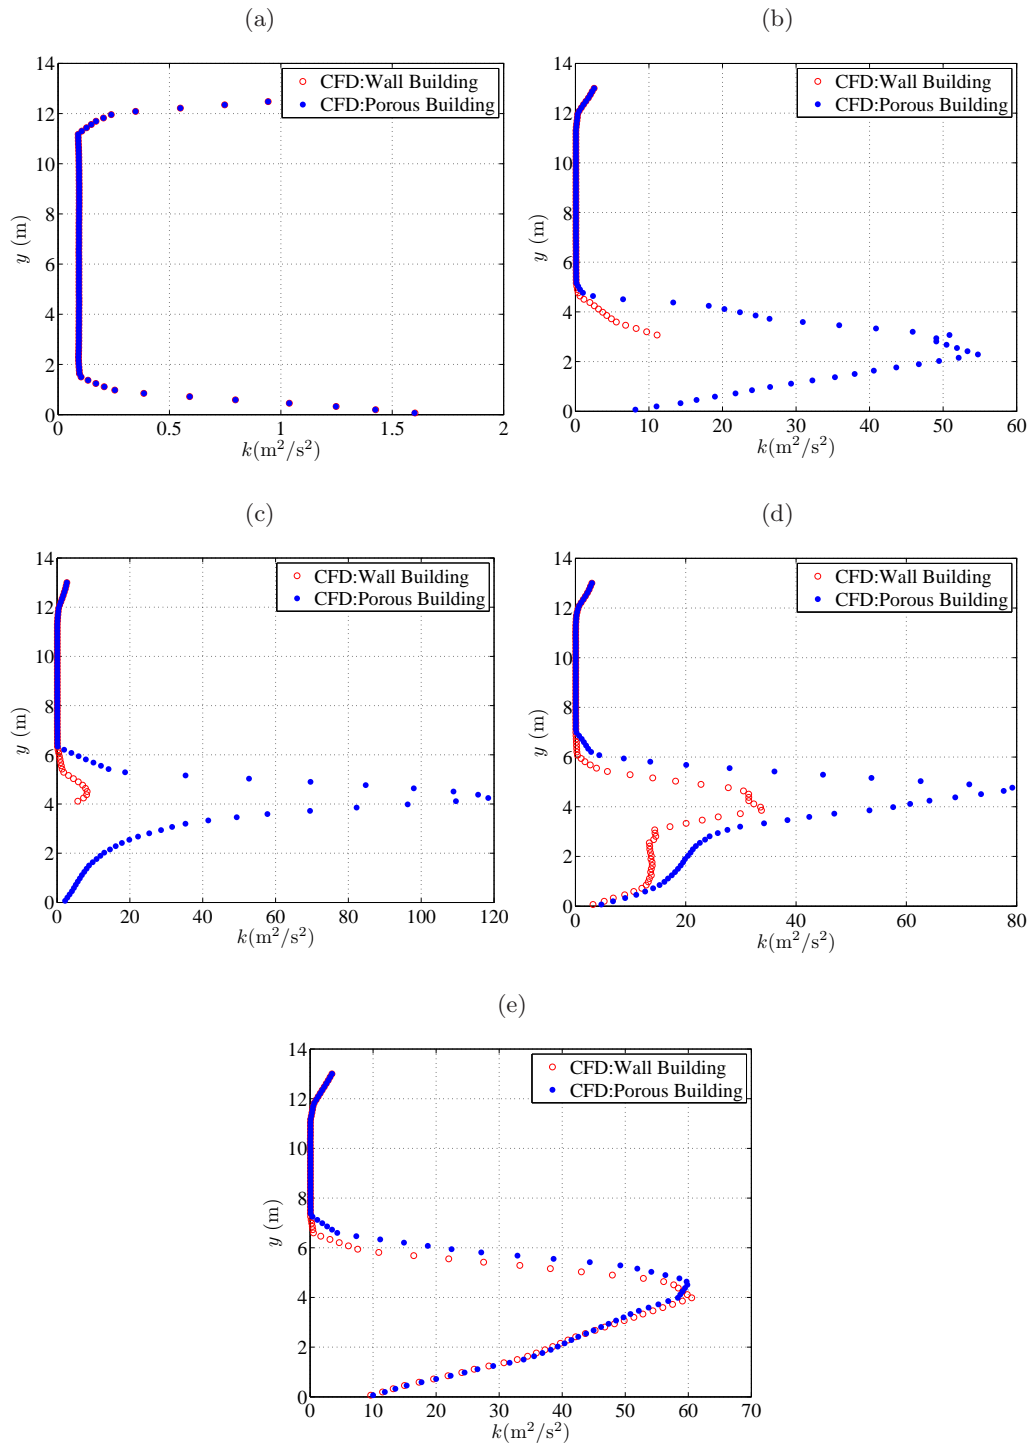 (a)
14
12
10
8
6
4
2
0
y (m)
0 0.5 1 1.5 2
k(m²/s²)
CFD:Wall Building
CFD:Porous Building
(b)
14
12
10
8
6
4
2
0
y (m)
0 10 20 30 40 50 60
k(m²/s²)
CFD:Wall Building
CFD:Porous Building
(c)
14
12
10
8
6
4
2
0
y (m)
0 20 40 60 80 100 120
k(m²/s²)
CFD:Wall Building
CFD:Porous Building
(d)
14
12
10
8
6
4
2
0
y (m)
0 20 40 60 80
k(m²/s²)
CFD:Wall Building
CFD:Porous Building
(e)
14
12
10
8
6
4
2
0
y (m)
0 10 20 30 40 50 60 70
k(m²/s²)
CFD:Wall Building
CFD:Porous Building